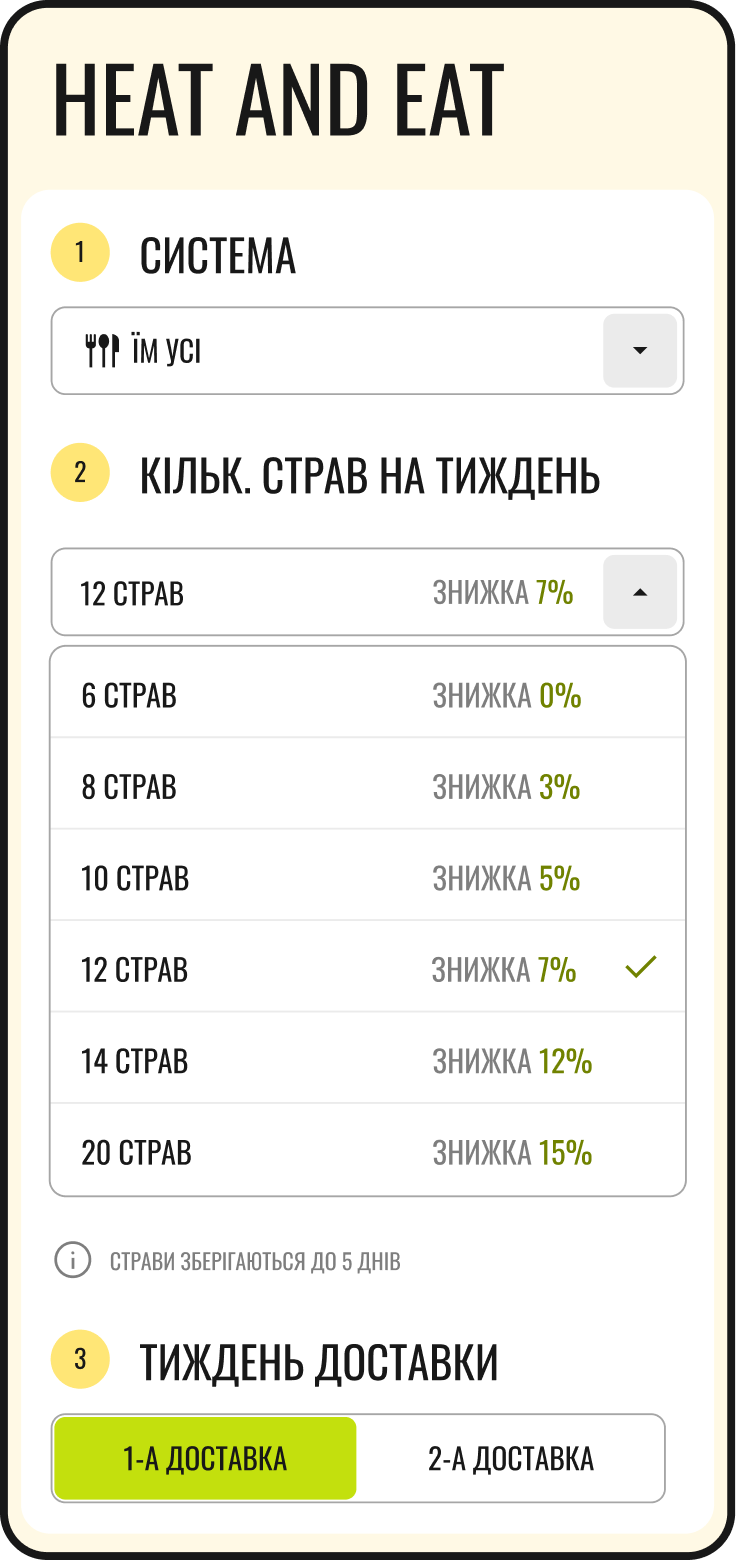 HEAT AND EAT
1 СИСТЕМА
ЇМ УСІ
2 КІЛЬК. СТРАВ НА ТИЖДЕНЬ
12 СТРАВ ЗНИЖКА 7%
6 СТРАВ ЗНИЖКА 0%
8 СТРАВ ЗНИЖКА 3%
10 СТРАВ ЗНИЖКА 5%
12 СТРАВ ЗНИЖКА 7%
14 СТРАВ ЗНИЖКА 12%
20 СТРАВ ЗНИЖКА 15%
СТРАВИ ЗБЕРІГАЮТЬСЯ ДО 5 ДНІВ
3 ТИЖДЕНЬ ДОСТАВКИ
1-А ДОСТАВКА 2-А ДОСТАВКА